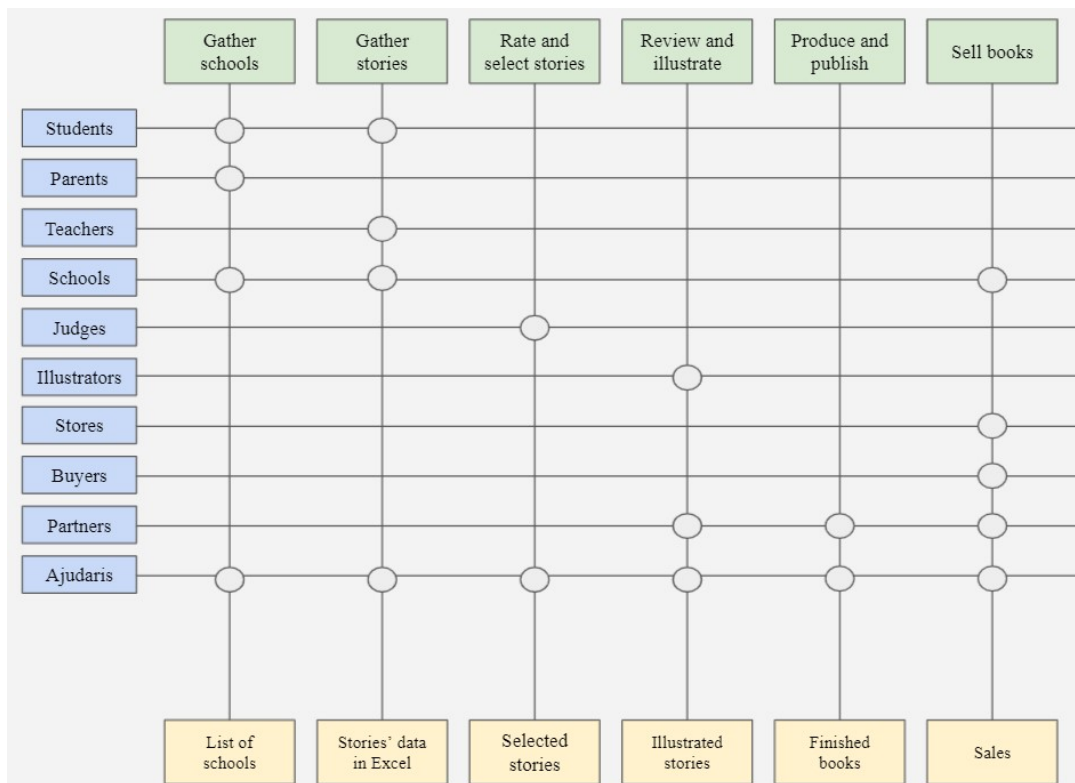 Gather
schools
Gather
stories
Rate and
select stories
Review and
illustrate
Produce and
publish
Sell books
Students
Parents
Teachers
Schools
Judges
Illustrators
Stores
Buyers
Partners
Ajudaris
List of
schools
Stories’ data
in Excel
Selected
stories
Illustrated
stories
Finished
books
Sales